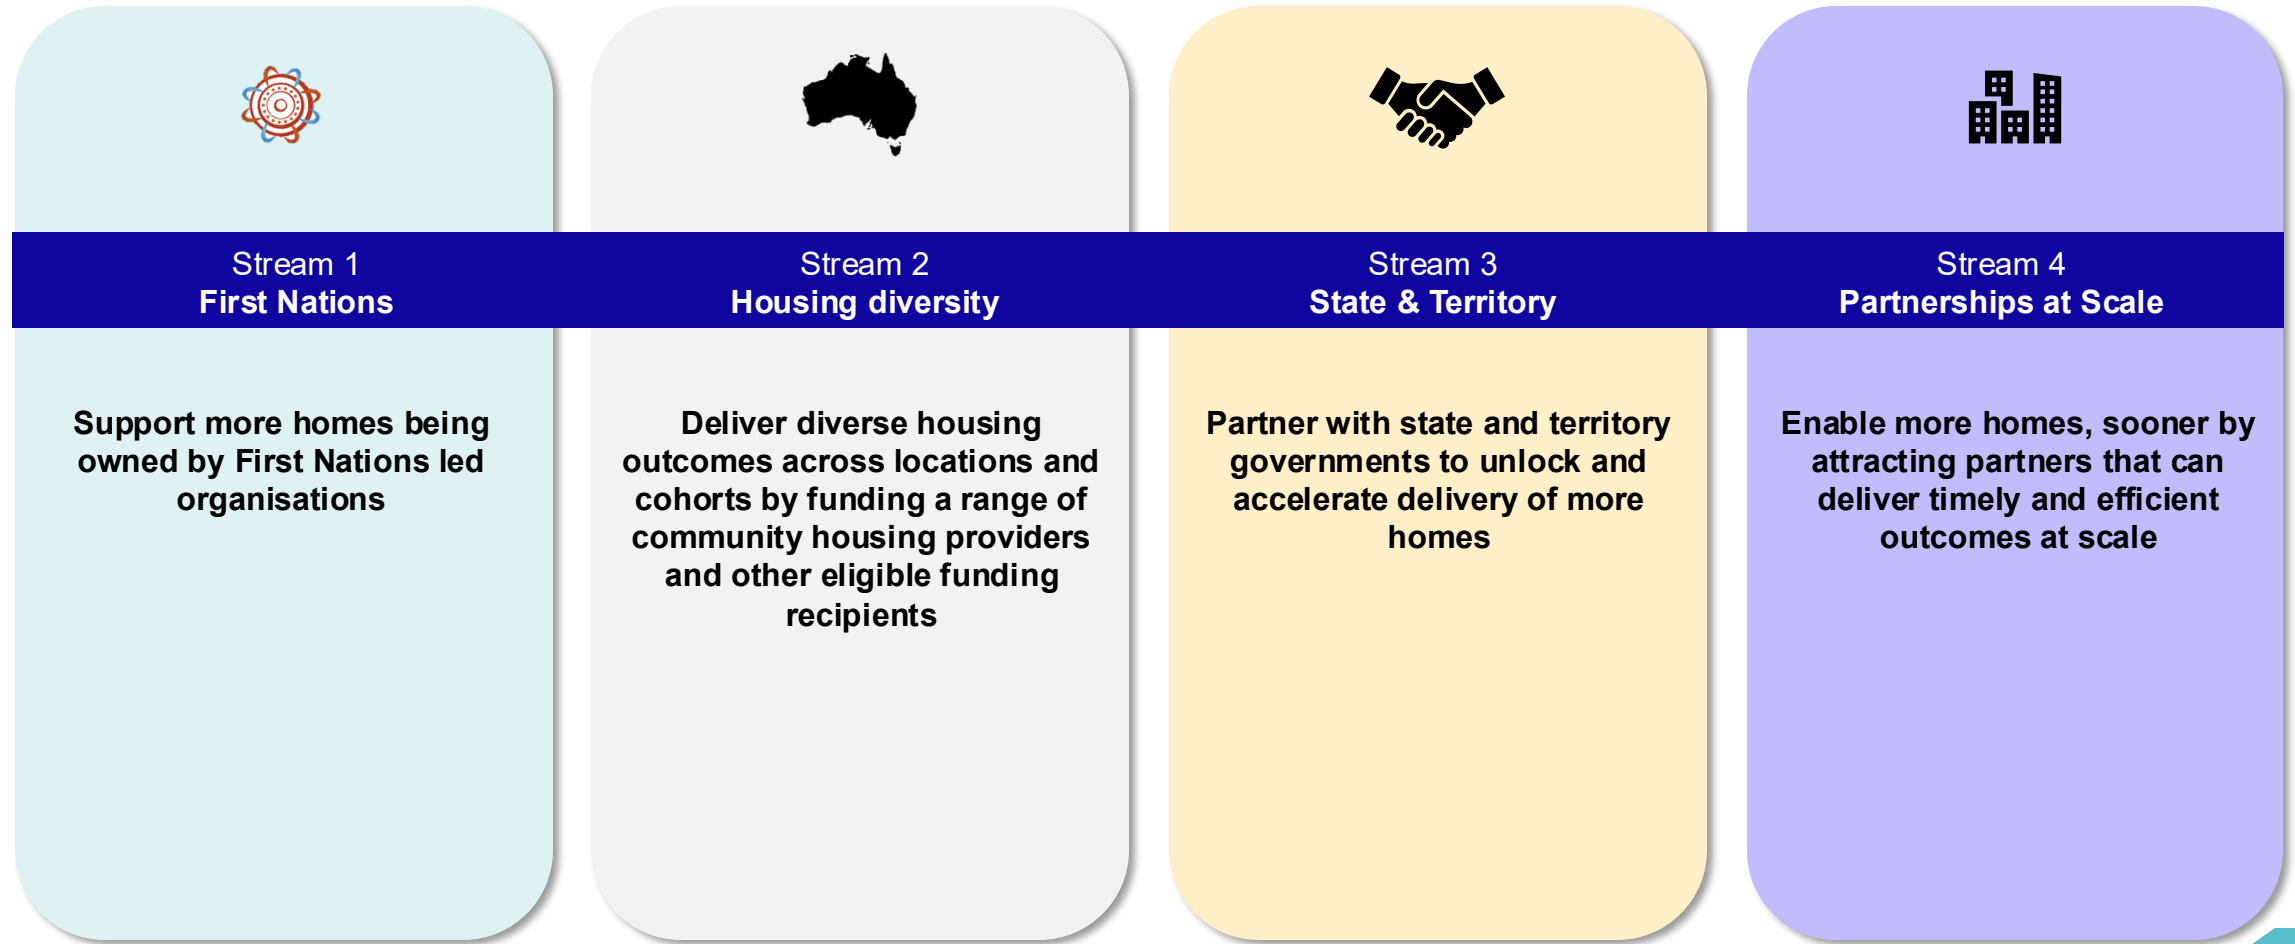 Stream 1
First Nations
Support more homes being
owned by First Nations led
organisations
Stream 2
Housing diversity
Deliver diverse housing
outcomes across locations and
cohorts by funding a range of
community housing providers
and other eligible funding
recipients
Stream 3
State & Territory
Partner with state and territory
governments to unlock and
accelerate delivery of more
homes
Stream 4
Partnerships at Scale
Enable more homes, sooner by
attracting partners that can
deliver timely and efficient
outcomes at scale